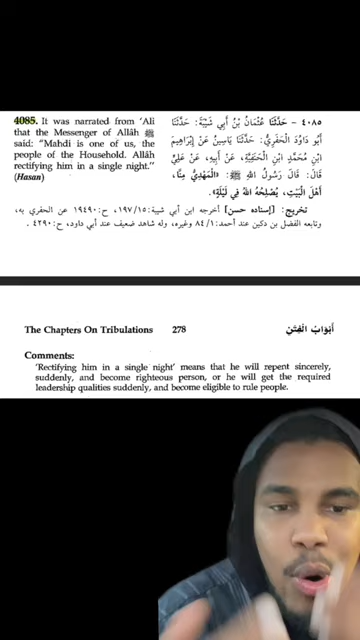 4085. It was narrated from 'Ali
that the Messenger of Allâh ﷺ
said: "Mahdi is one of us, the
people of the Household. Allâh
rectifying him in a single night."
(Hasan)
٤٠٨٥ - حَدَّثَنَا عُثْمَانُ بْنُ أَبِي شَيْبَةَ: حَدَّثَنَا
أَبُو دَاوُدَ الْحَفَرِيُّ: حَدَّثَنَا يَاسِينُ عَنْ إِبْرَاهِيمَ
ابْنِ مُحَمَّدِ ابْنِ الْحَنَفِيَّةِ، عَنْ أَبِيهِ، عَنْ عَلِيٍّ
قَالَ: قَالَ رَسُولُ اللهِ ﷺ: «الْمَهْدِيُّ مِنَّا،
أَهْلَ الْبَيْتِ، يُصْلِحُهُ اللهُ فِي لَيْلَةٍ».
تخريج: [إسناده حسن] أخرجه ابن أبي شيبة: ١٩٧/١٥، ح: ١٩٤٩٠ عن الحفري به،
وتابعه الفضل بن دكين عند أحمد: ٨٤/١ وغيره، وله شاهد ضعيف عند أبي داود، ح: ٤٢٩٠ .
The Chapters On Tribulations 278 أبواب الفتن
Comments:
'Rectifying him in a single night' means that he will repent sincerely,
suddenly, and become righteous person, or he will get the required
leadership qualities suddenly, and become eligible to rule people.